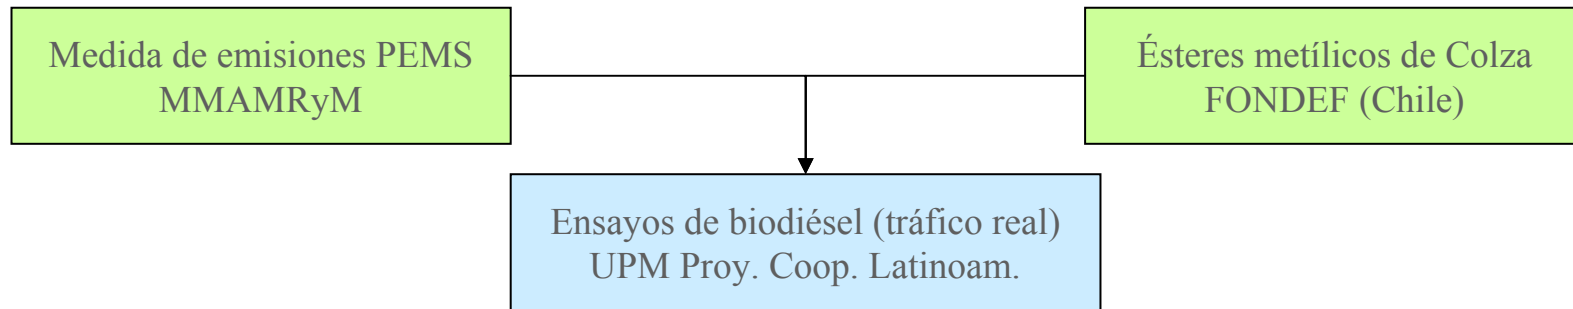 Medida de emisiones PEMS
MMAMRyM
Ésteres metílicos de Colza
FONDEF (Chile)
Ensayos de biodiésel (tráfico real)
UPM Proy. Coop. Latinoam.